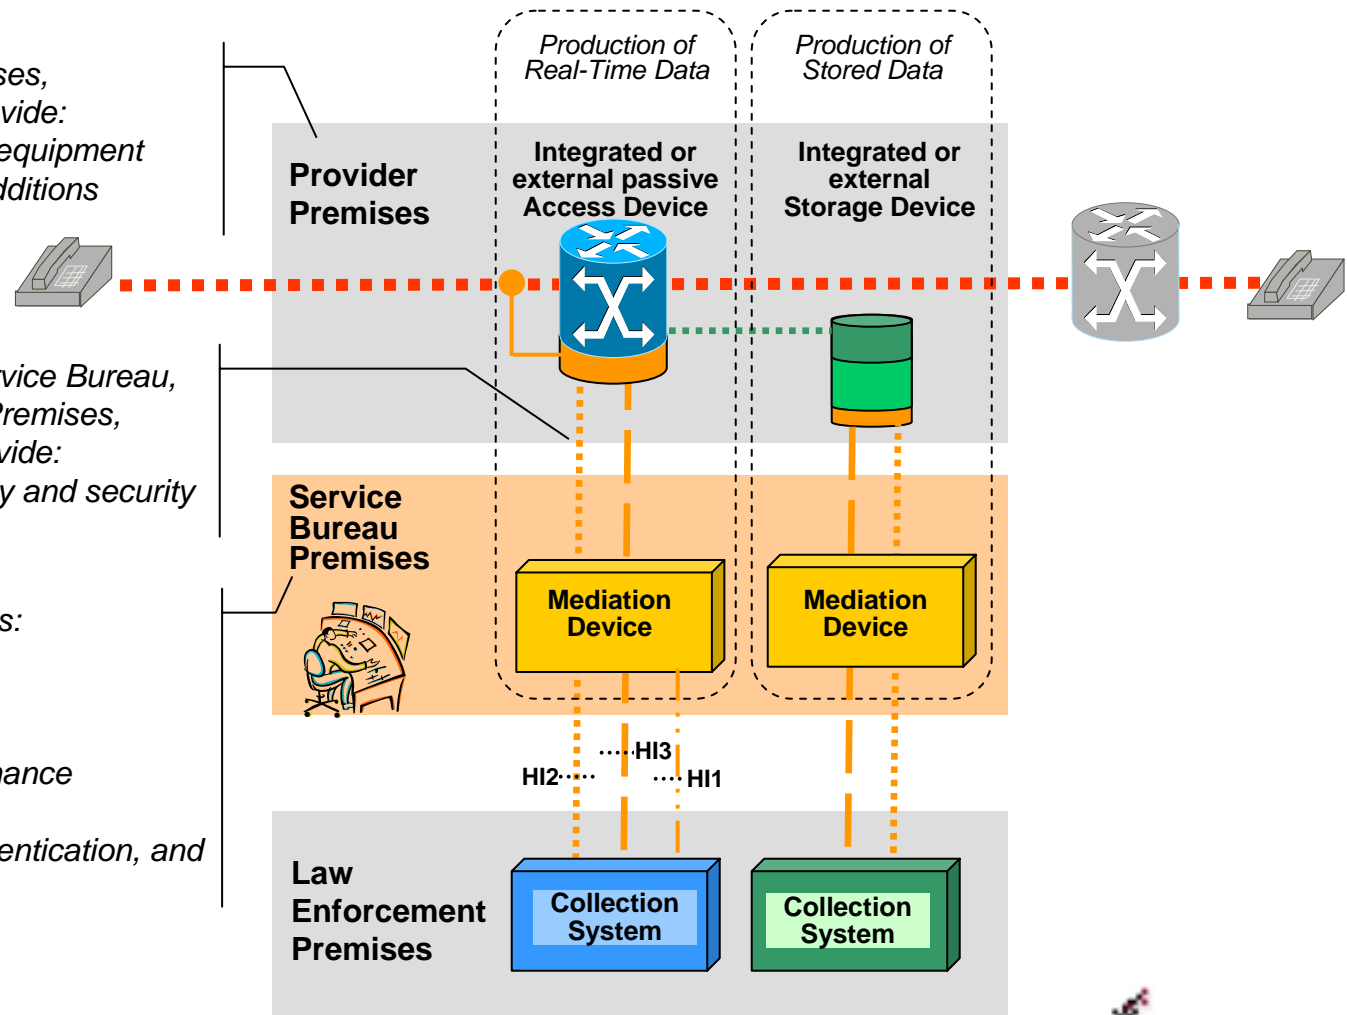 Production of
Real-Time Data
Production of
Stored Data
ses,
vide:
equipment
dditions
Provider
Premises
Integrated or
external passive
Access Device
Integrated or
external
Storage Device
rvice Bureau,
Premises,
vide:
y and security
Service
Bureau
Premises
s:
nance
entication, and
Mediation
Device
Mediation
Device
HI2
HI3
HI1
Law
Enforcement
Premises
Collection
System
Collection
System